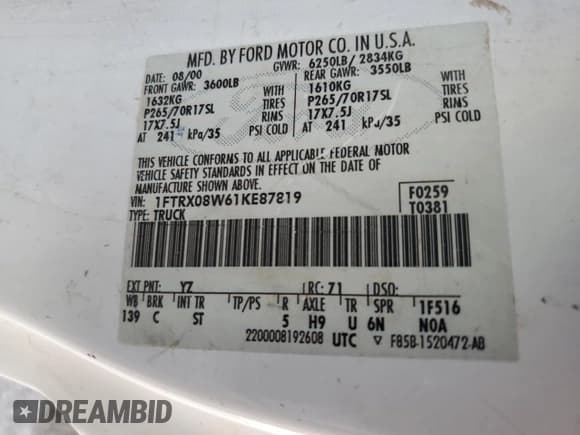 MFD. BY FORD MOTOR CO. IN U.S.A.
DATE: 08/00 GVWR: 6250LB/ 2834KG
FRONT GAWR: 3600LB REAR GAWR: 3550LB
1632KG WITH 1610KG WITH
P265/70R17SL TIRES P265/70R17SL TIRES
17X7.5J RIMS 17X7.5J RIMS
AT 241 kPa/35 PSI COLD AT 241 kPa/35 PSI COLD
THIS VEHICLE CONFORMS TO ALL APPLICABLE FEDERAL MOTOR
VEHICLE SAFETY STANDARDS IN EFFECT ON THE DATE OF
MANUFACTURE SHOWN ABOVE.
VIN: 1FTRX08W61KE87819 F0259
TYPE: TRUCK T0381
EXT PNT: YZ RC: 71 DSO:
WB BRK INT TR TP/PS R AXLE TR SPR 1F516
139 C ST 5 H9 U 6N N0A
2200008192608 UTC ▽ F85B-1520472-AB
DREAMBID